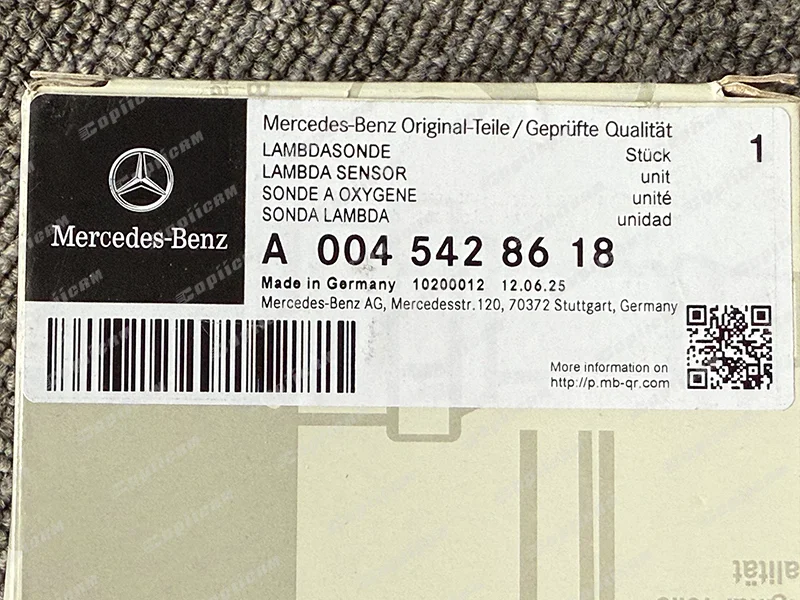 Mercedes-Benz Original-Teile/Geprüfte Qualität
LAMBDASONDE Stück 1
LAMBDA SENSOR unit
SONDE A OXYGENE unité
SONDA LAMBDA unidad
Mercedes-Benz
A 004 542 86 18
Made in Germany 10200012 12.06.25
Mercedes-Benz AG, Mercedesstr.120, 70372 Stuttgart, Germany
More information on
http://p.mb-qr.com
alität
Copiicam